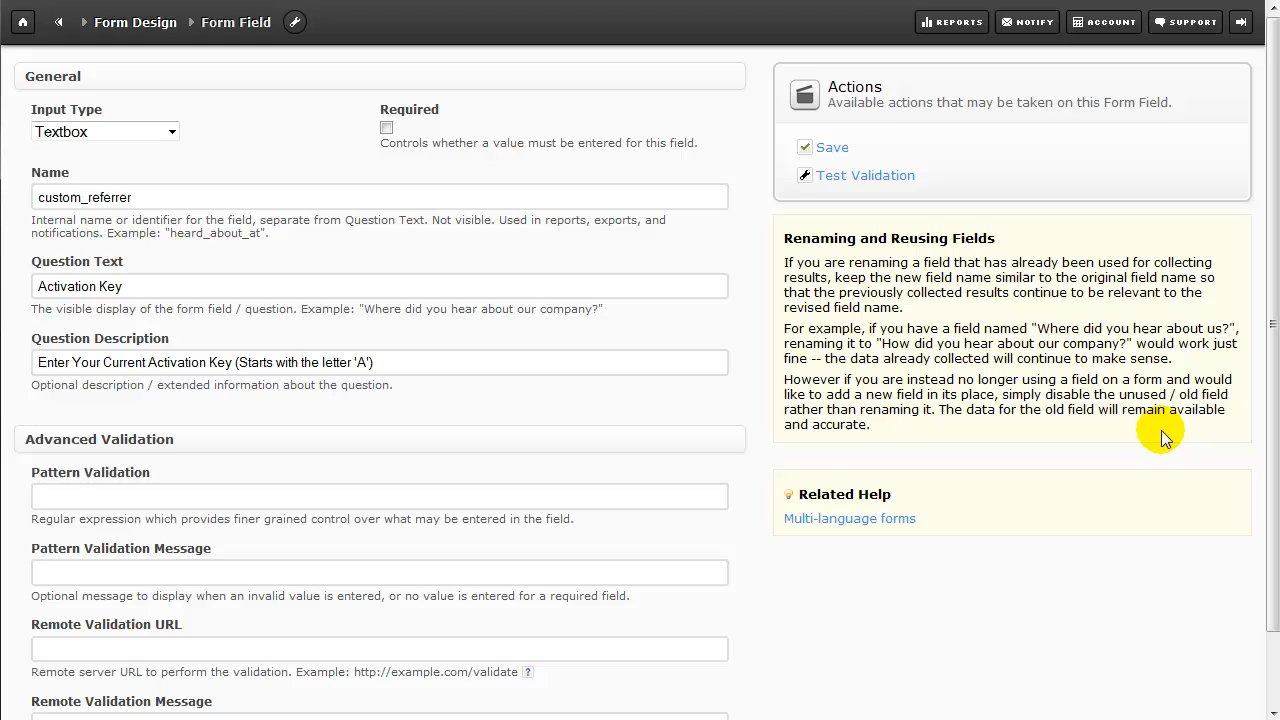 Form Design Form Field REPORTS NOTIFY ACCOUNT SUPPORT
General
Input Type
Textbox
Required
Controls whether a value must be entered for this field.
Name
custom_referrer
Internal name or identifier for the field, separate from Question Text. Not visible. Used in reports, exports, and
notifications. Example: "heard_about_at".
Question Text
Activation Key
The visible display of the form field / question. Example: "Where did you hear about our company?"
Question Description
Enter Your Current Activation Key (Starts with the letter 'A')
Optional description / extended information about the question.
Advanced Validation
Pattern Validation
Regular expression which provides finer grained control over what may be entered in the field.
Pattern Validation Message
Optional message to display when an invalid value is entered, or no value is entered for a required field.
Remote Validation URL
Remote server URL to perform the validation. Example: http://example.com/validate ?
Remote Validation Message
Actions
Available actions that may be taken on this Form Field.
Save
Test Validation
Renaming and Reusing Fields
If you are renaming a field that has already been used for collecting
results, keep the new field name similar to the original field name so
that the previously collected results continue to be relevant to the
revised field name.
For example, if you have a field named "Where did you hear about us?",
renaming it to "How did you hear about our company?" would work just
fine -- the data already collected will continue to make sense.
However if you are instead no longer using a field on a form and would
like to add a new field in its place, simply disable the unused / old field
rather than renaming it. The data for the old field will remain available
and accurate.
Related Help
Multi-language forms